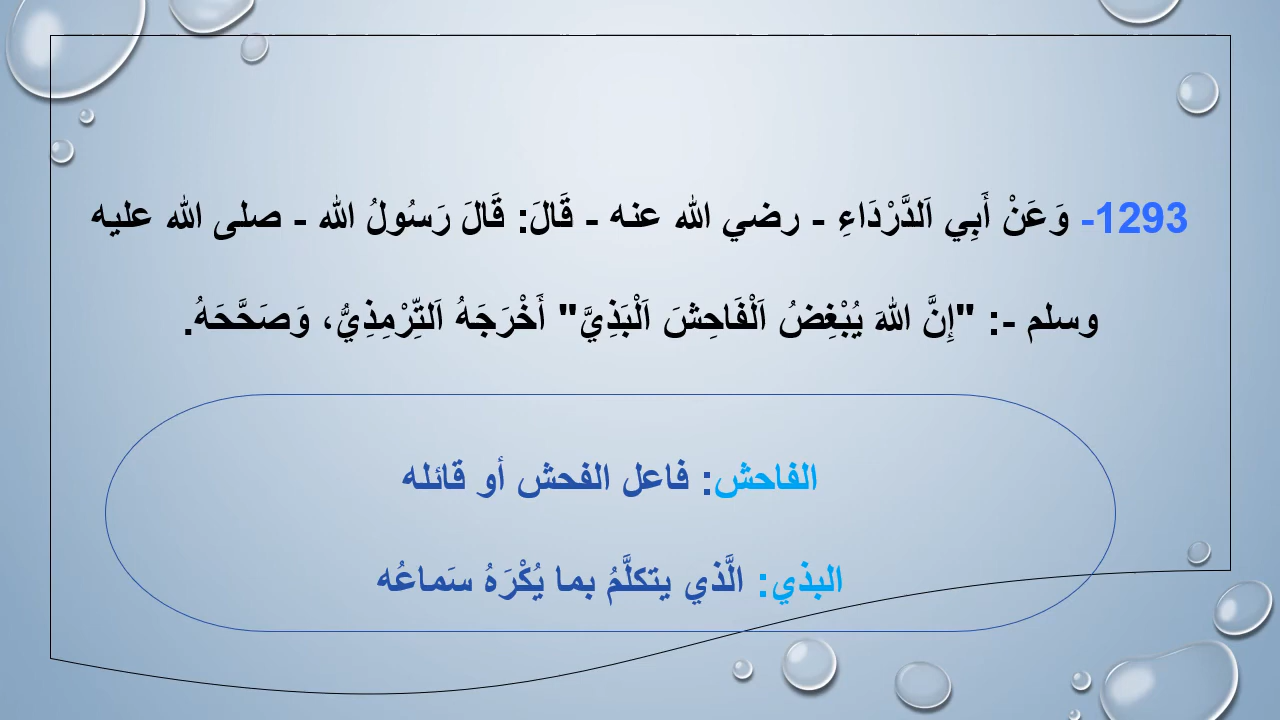 1293- وَعَنْ أَبِي اَلدَّرْدَاءِ - رضي الله عنه - قَالَ: قَالَ رَسُولُ الله - صلى الله عليه
وسلم -: "إِنَّ اللهَ يُبْغِضُ اَلْفَاحِشَ اَلْبَذِيَّ" أَخْرَجَهُ اَلتِّرْمِذِيُّ، وَصَحَّحَهُ.
الفاحش: فاعل الفحش أو قائله
البذي: الَّذي يتكلَّمُ بما يُكْرَهُ سَماعُه